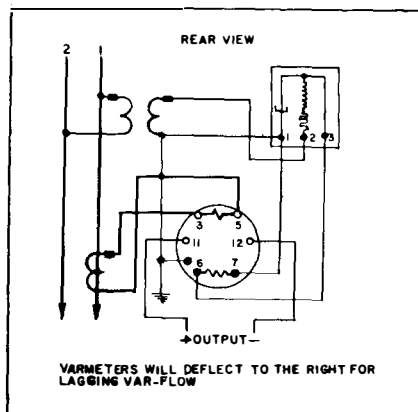 REAR VIEW
2 1
1 2 3
3 5
11 12
6 7
+OUTPUT-
VARMETERS WILL DEFLECT TO THE RIGHT FOR
LAGGING VAR-FLOW